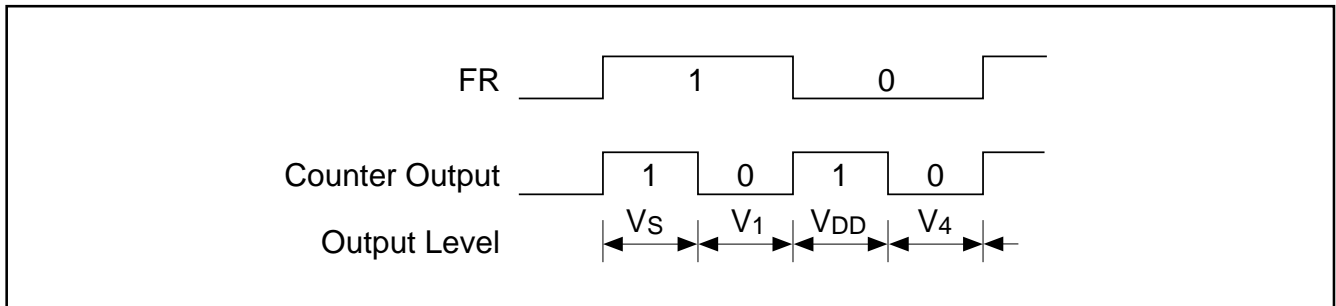 FR 1 0
Counter Output 1 0 1 0
Output Level VS V1 VDD V4